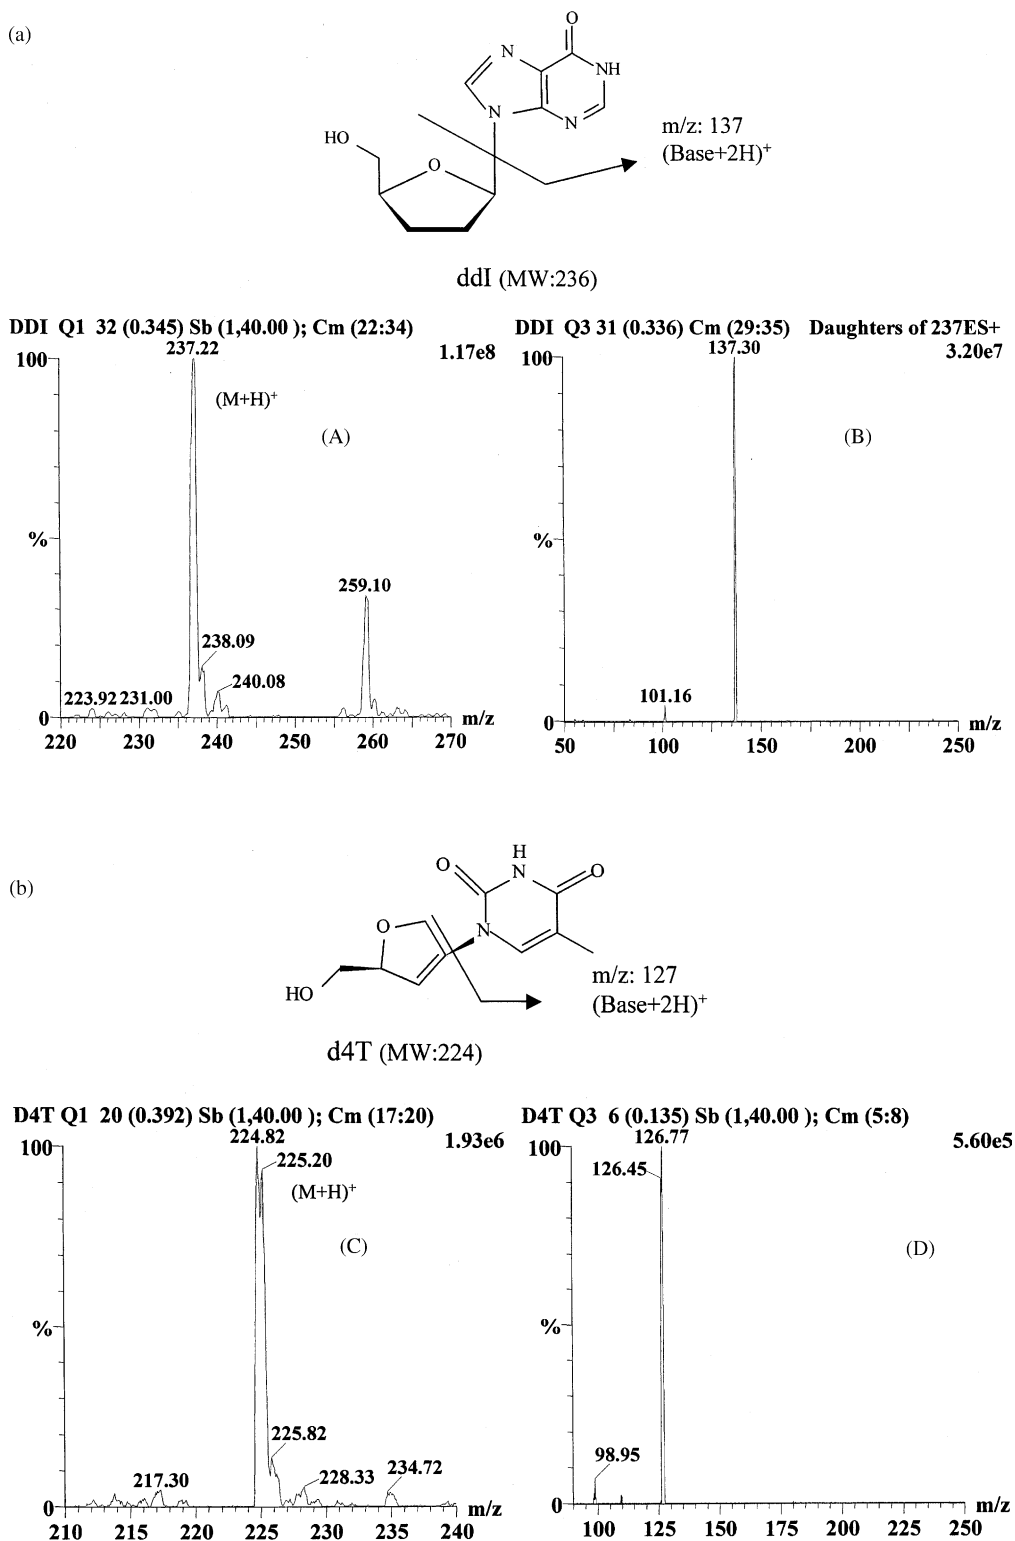 (a)
O
N
NH
N
N
HO
O
m/z: 137
(Base+2H)+
ddI (MW:236)
DDI Q1 32 (0.345) Sb (1,40.00 ); Cm (22:34)
237.22
100
1.17e8
(M+H)+
(A)
%
259.10
238.09
240.08
223.92
231.00
0
m/z
220 230 240 250 260 270
DDI Q3 31 (0.336) Cm (29:35) Daughters of 237ES+
137.30
100
3.20e7
(B)
%
101.16
0
m/z
50 100 150 200 250
(b)
H
O
N
O
O
N
HO
m/z: 127
(Base+2H)+
d4T (MW:224)
D4T Q1 20 (0.392) Sb (1,40.00 ); Cm (17:20)
224.82
100
1.93e6
225.20
(M+H)+
(C)
%
225.82
217.30
228.33
234.72
0
m/z
210 215 220 225 230 235 240
D4T Q3 6 (0.135) Sb (1,40.00 ); Cm (5:8)
126.77
100
5.60e5
126.45
(D)
%
98.95
0
m/z
100 125 150 175 200 225 250